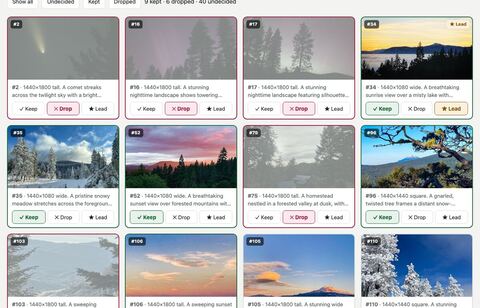 Show all Undecided Kept Dropped 9 kept · 6 dropped · 40 undecided
#2 #16 #17 #34 ★ Lead
#2 · 1440×1800 tall. A comet streaks across the twilight sky with a bright...
#16 · 1440×1800 tall. A stunning nighttime landscape shows towering...
#17 · 1440×1800 tall. A stunning nighttime landscape featuring silhouette...
#34 · 1440×1080 wide. A breathtaking sunrise view over a misty lake with...
✓ Keep ✕ Drop ★ Lead
✓ Keep ✕ Drop ★ Lead
✓ Keep ✕ Drop ★ Lead
✓ Keep ✕ Drop ★ Lead
#35 #52 #75 #96
#35 · 1440×1080 wide. A pristine snowy meadow stretches across the foregroun...
#52 · 1440×1080 wide. A breathtaking sunset view over forested mountains wit...
#75 · 1440×1800 tall. A homestead nestled in a forested valley at dusk, with...
#96 · 1440×1440 square. A gnarled, twisted tree frames a distant snow-...
✓ Keep ✕ Drop ★ Lead
✓ Keep ✕ Drop ★ Lead
✓ Keep ✕ Drop ★ Lead
✓ Keep ✕ Drop ★ Lead
#103 #106 #105 #110
#103 · 1440×1800 tall. A sweeping
#106 · 1440×1800 tall. A sweeping sunset
#105 · 1440×1080 wide. A stunning
#110 · 1440×1440 square. A stunning